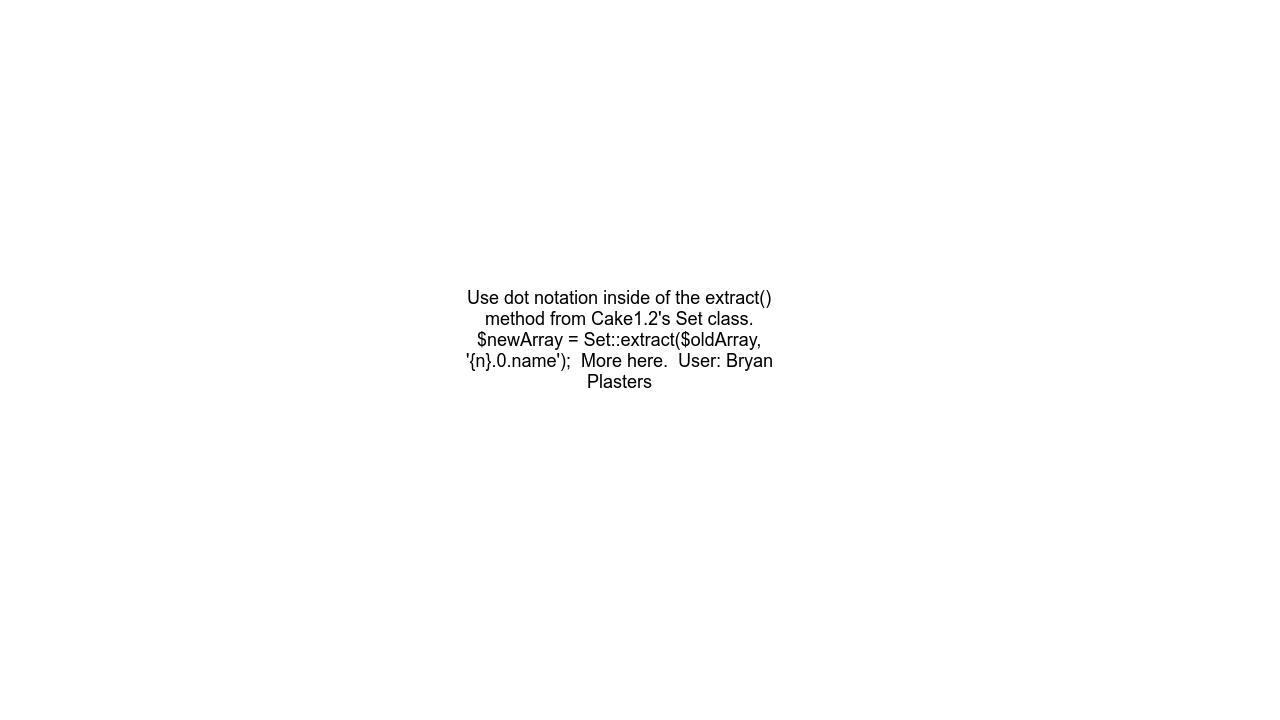 Use dot notation inside of the extract()
method from Cake1.2's Set class.
$newArray = Set::extract($oldArray,
'{n}.0.name');  More here.  User: Bryan
Plasters